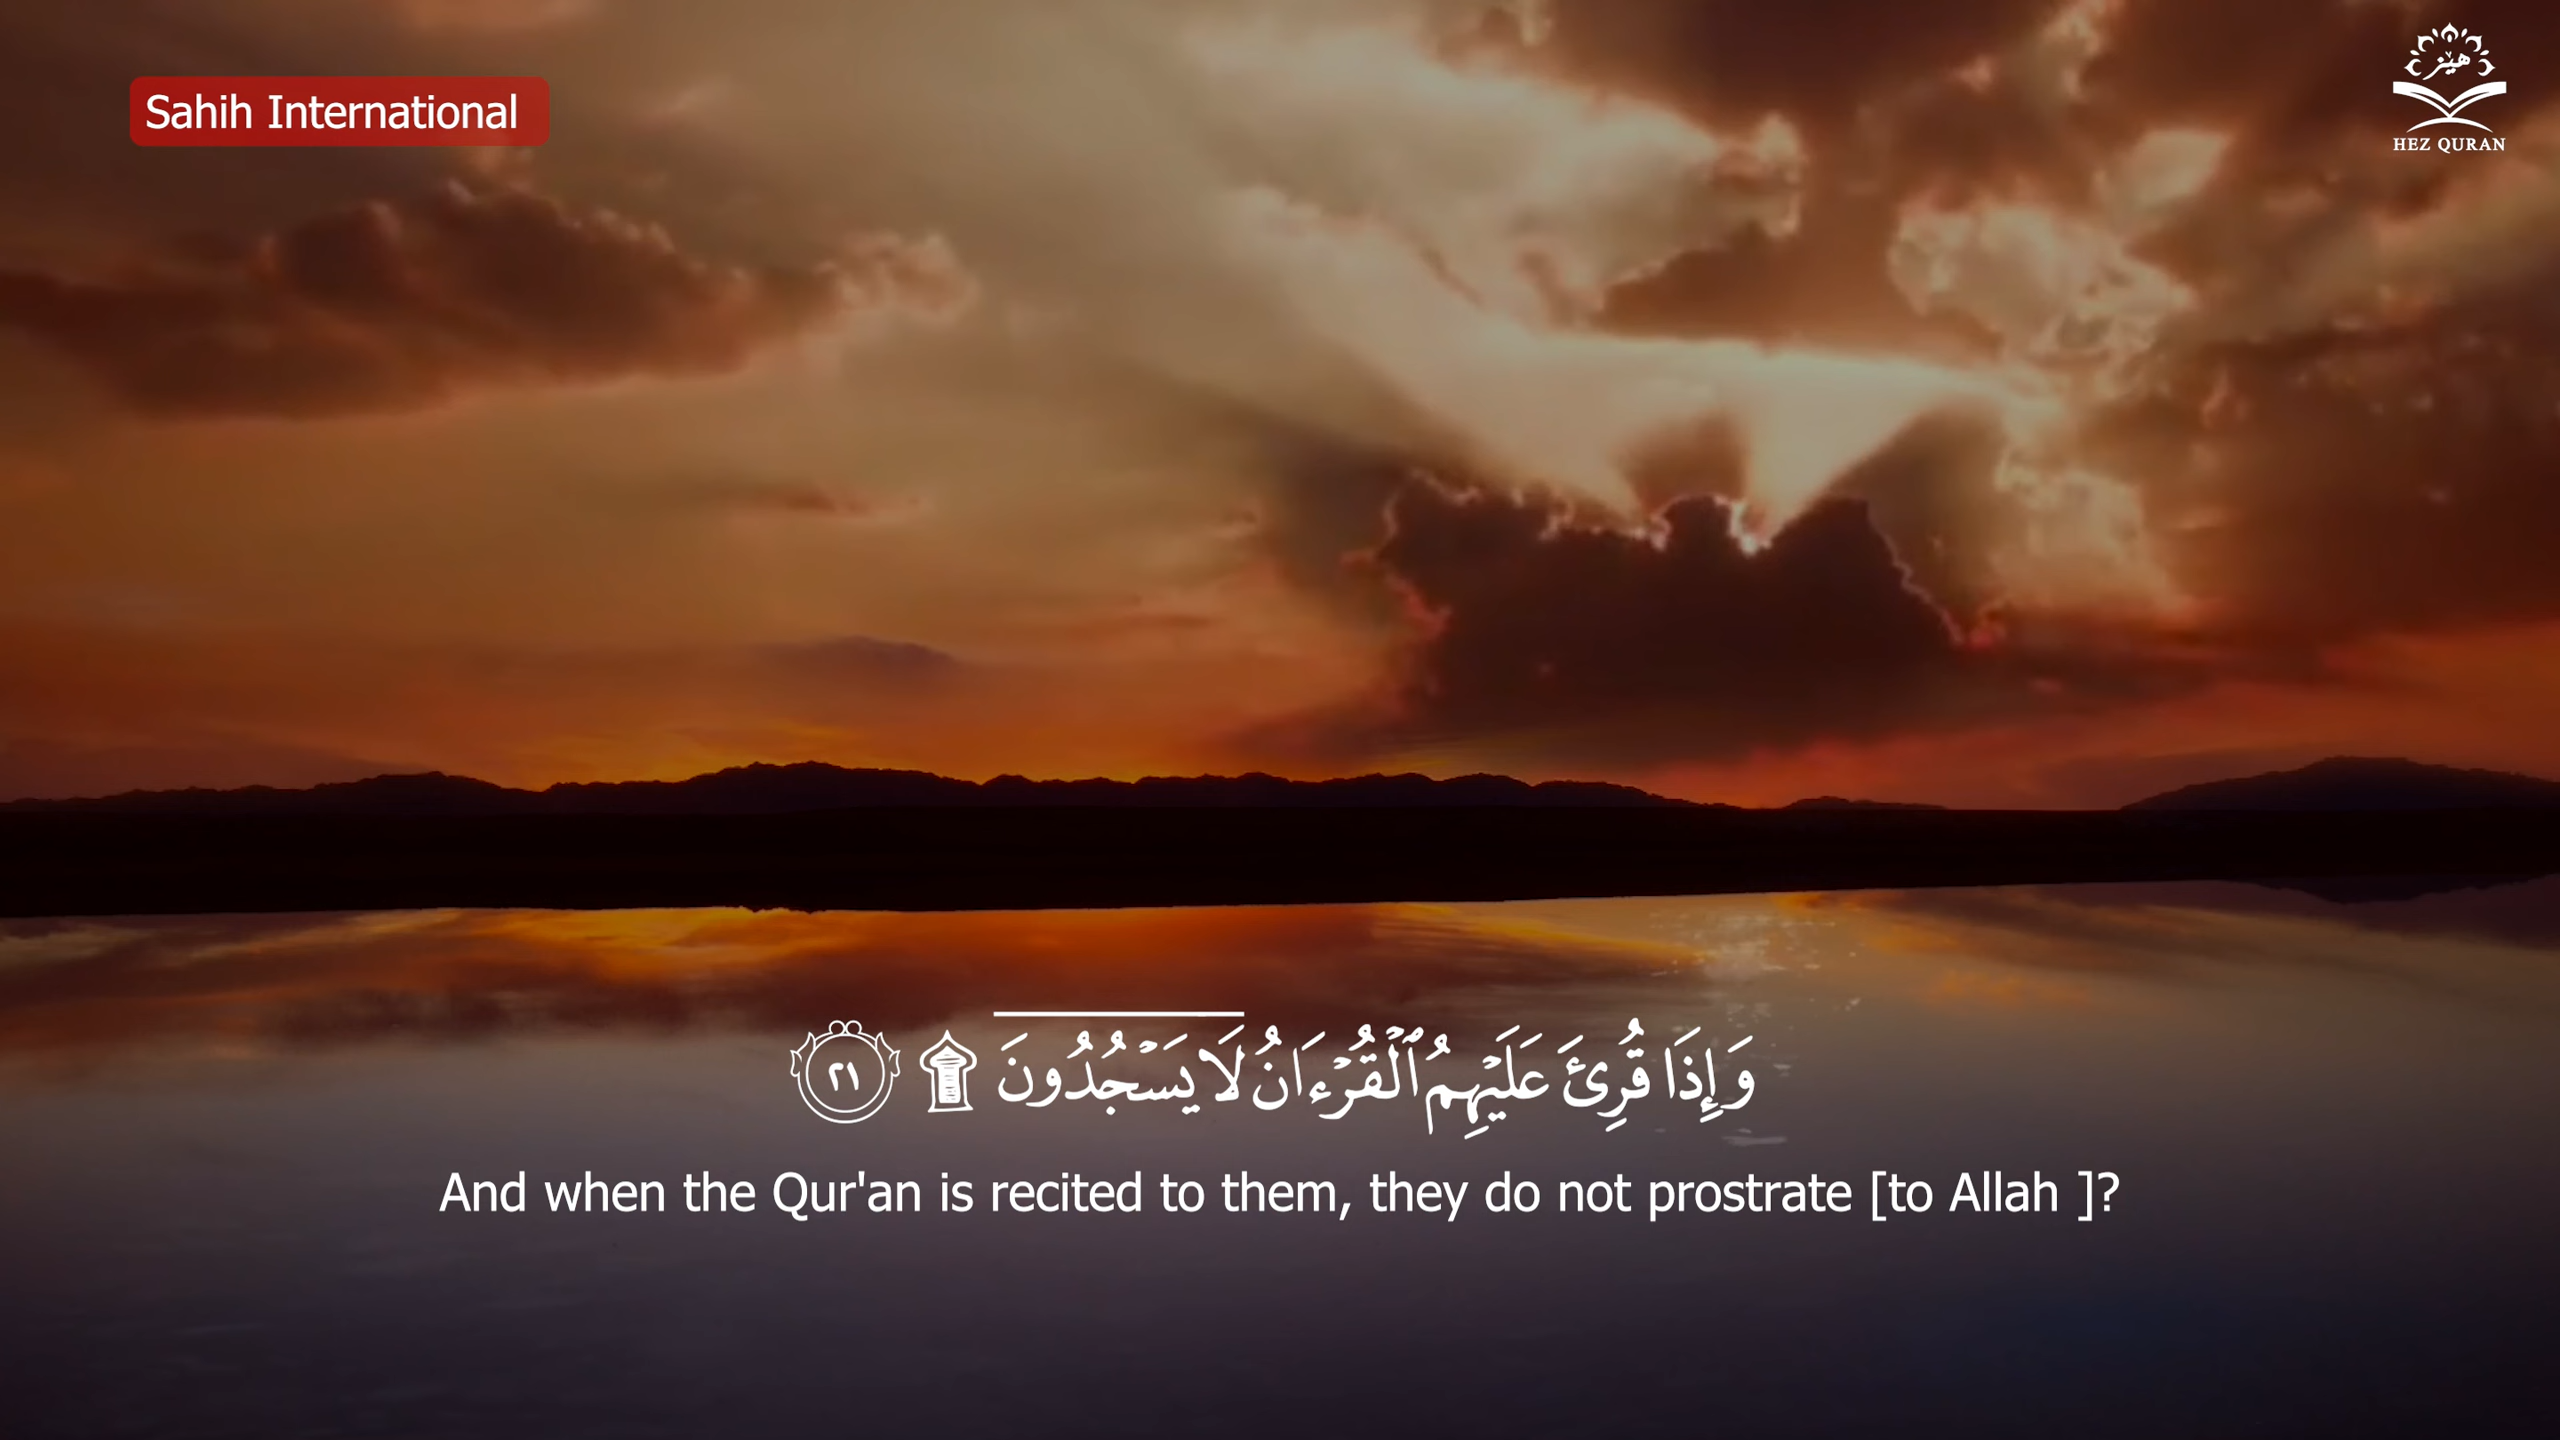 Sahih International
هيز
HEZ QURAN
وَإِذَا قُرِئَ عَلَيْهِمُ ٱلْقُرْءَانُ لَا يَسْجُدُونَ ۩ ٢١
And when the Qur'an is recited to them, they do not prostrate [to Allah ]?